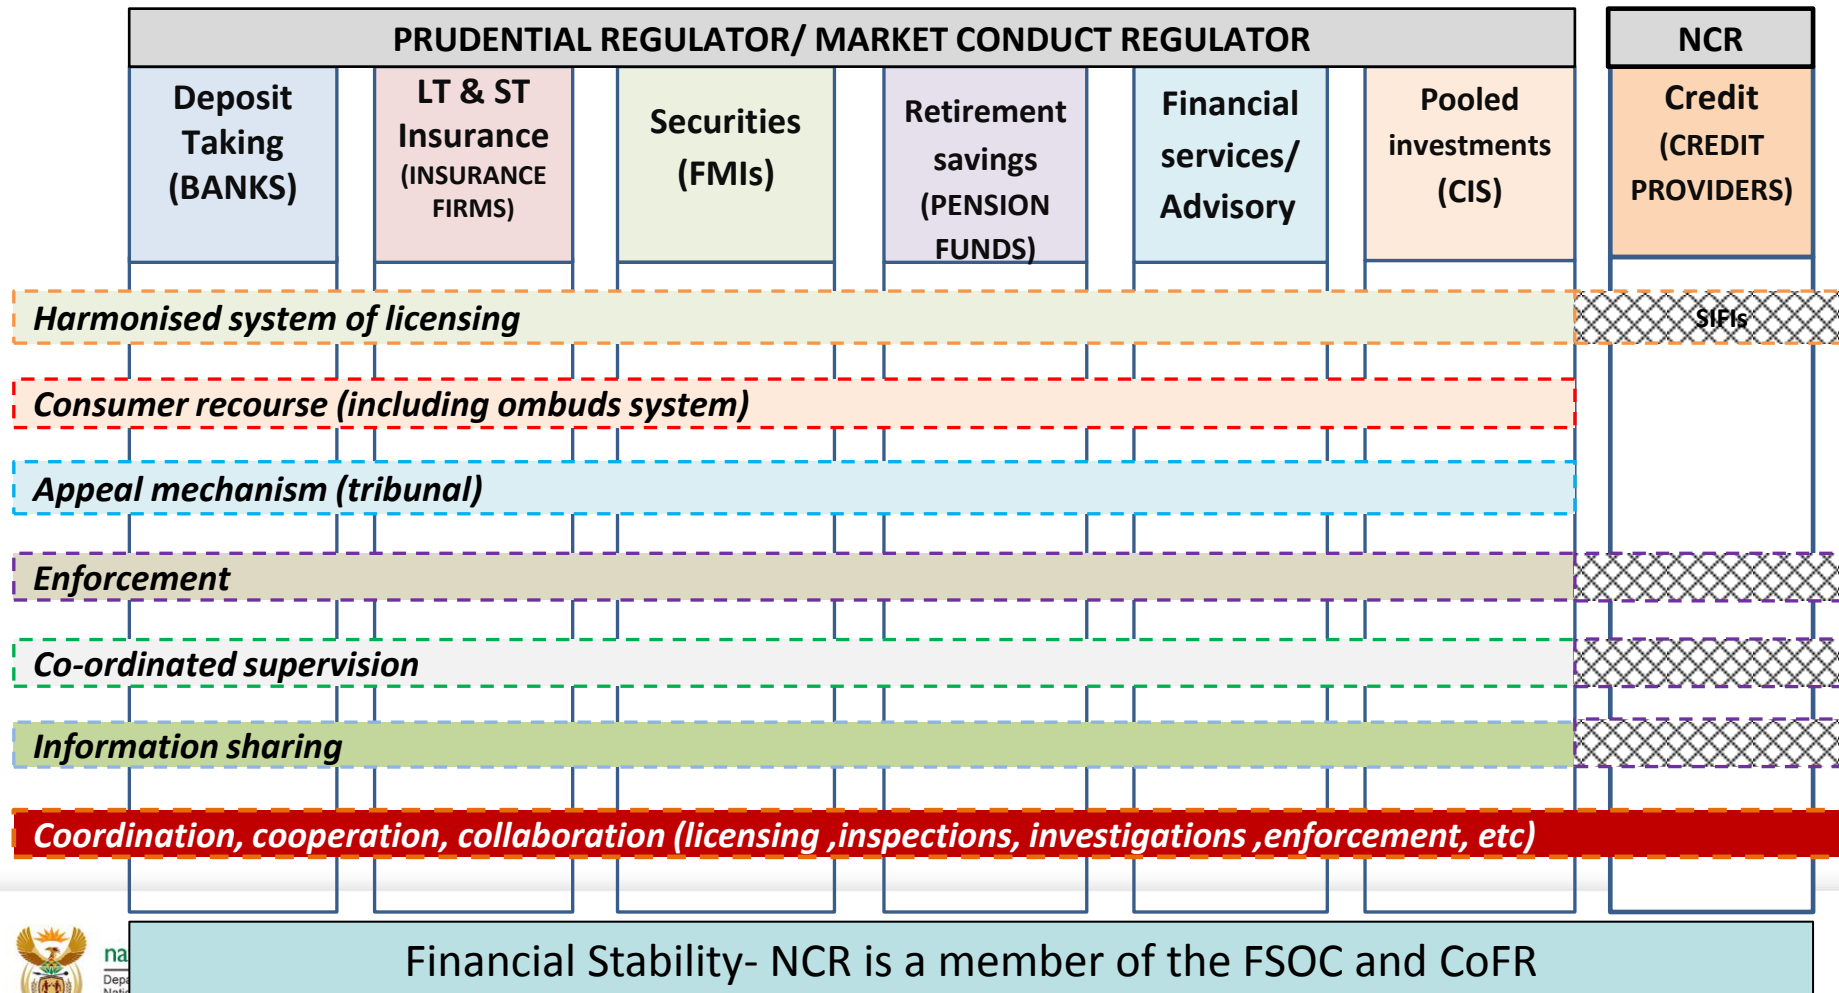 PRUDENTIAL REGULATOR/ MARKET CONDUCT REGULATOR
NCR
Deposit
Taking
(BANKS)
LT & ST
Insurance
(INSURANCE
FIRMS)
Securities
(FMIs)
Retirement
savings
(PENSION
FUNDS)
Financial
services/
Advisory
Pooled
investments
(CIS)
Credit
(CREDIT
PROVIDERS)
Harmonised system of licensing
SIFIs
Consumer recourse (including ombuds system)
Appeal mechanism (tribunal)
Enforcement
Co-ordinated supervision
Information sharing
Coordination, cooperation, collaboration (licensing ,inspections, investigations ,enforcement, etc)
Financial Stability- NCR is a member of the FSOC and CoFR